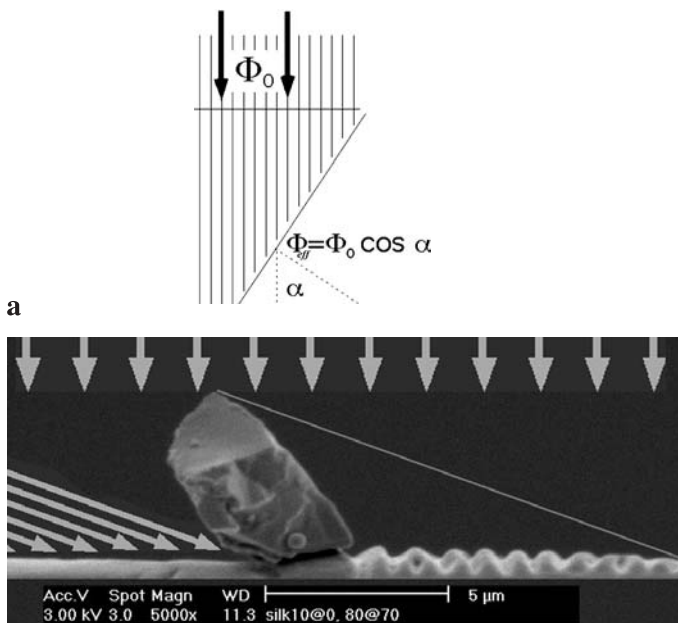 Φ₀
Φeff=Φ₀ COS α
α
a
Acc.V Spot Magn WD 5 µm
3.00 kV 3.0 5000x 11.3 silk10@0, 80@70